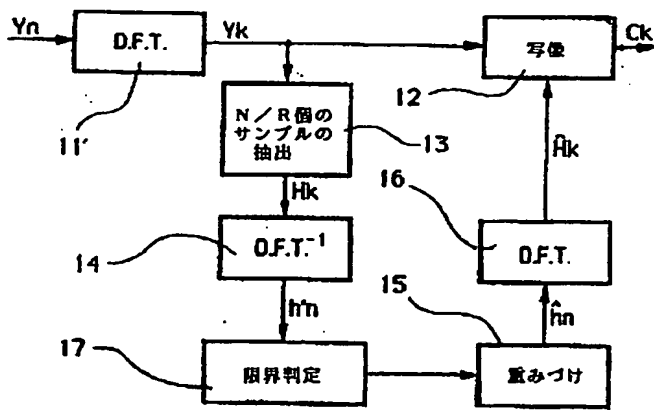 Yn
D.F.T.
Yk
写像
Ck
11'
12
N/R個の
サンプルの
抽出
13
Hk
Ĥk
16
14
D.F.T.⁻¹
D.F.T.
15
h'n
ĥn
17
限界判定
重みづけ